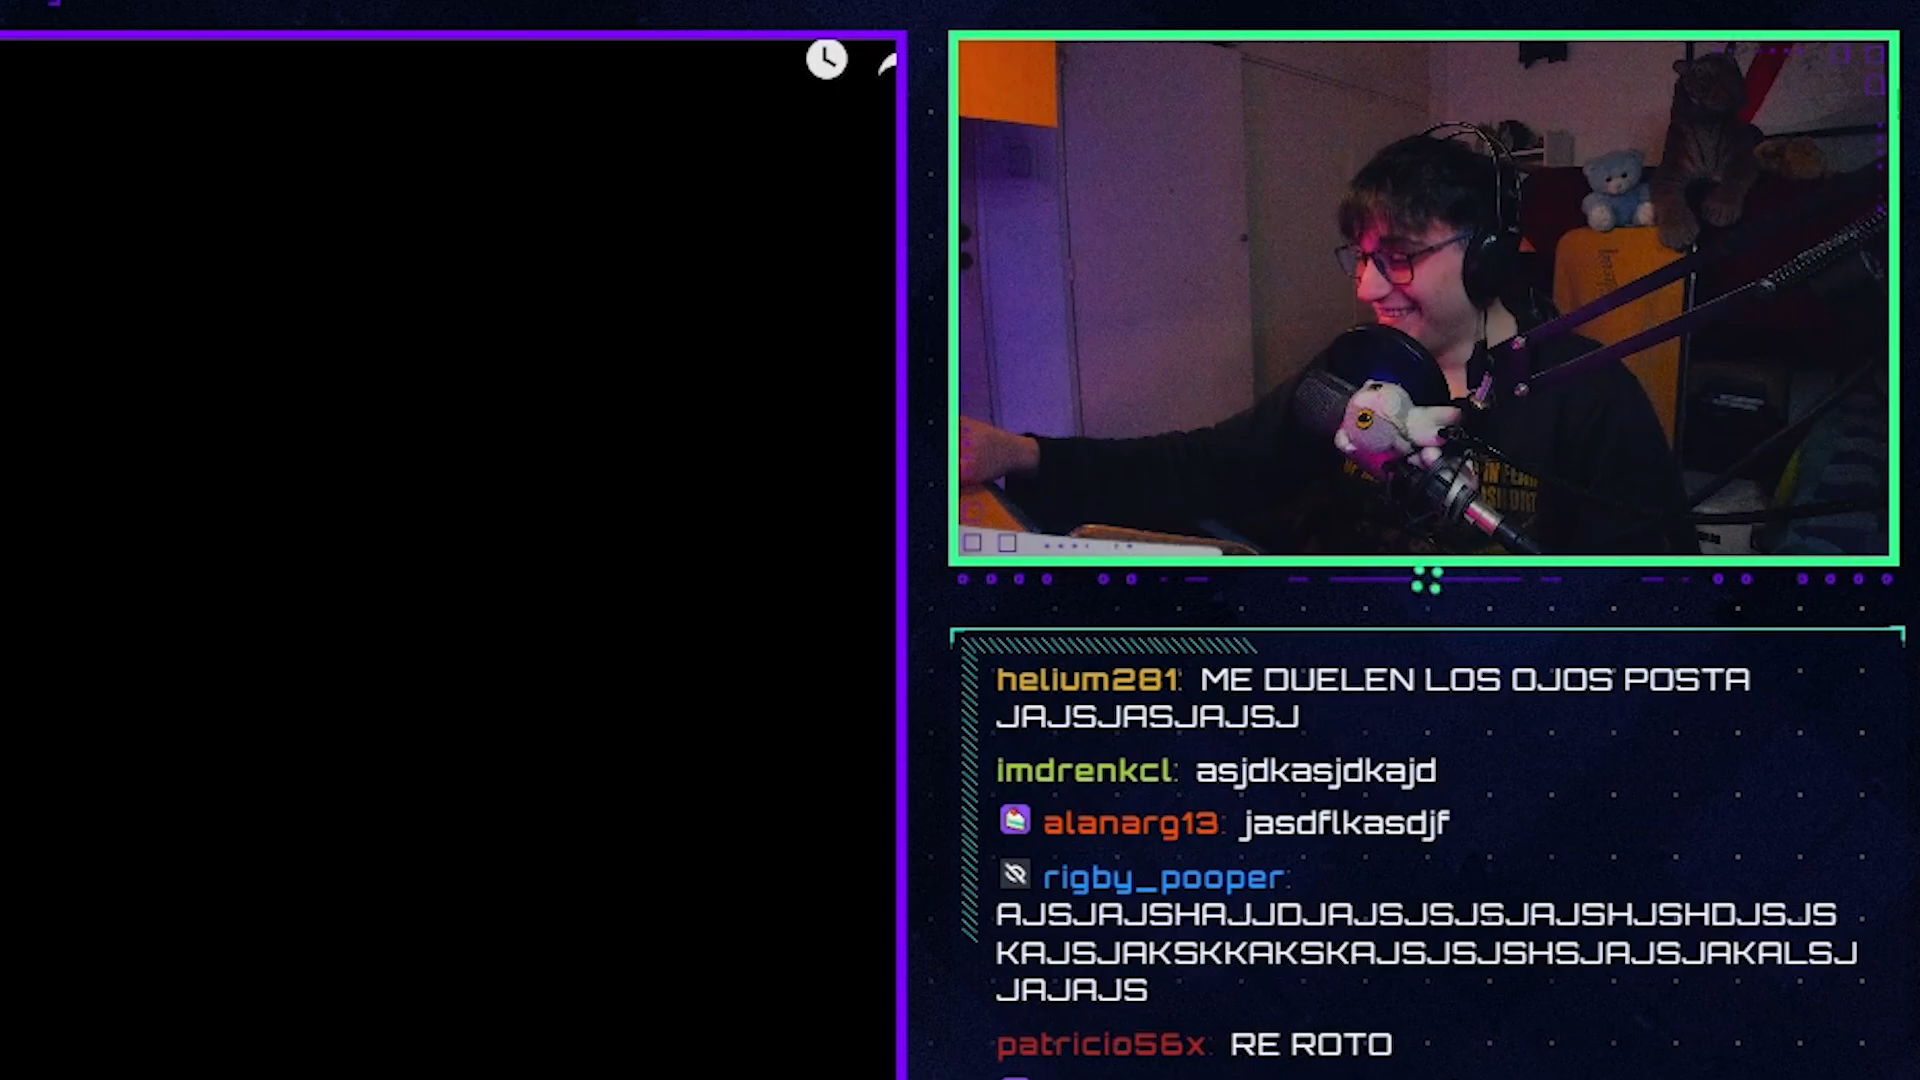 helium281: ME DUELEN LOS OJOS POSTA
JAJSJASJAJSJ
imdrenkcl: asjdkasjdkajd
alanarg13: jasdflkasdjf
rigby_pooper:
AJSJAJSHAJJDJAJSJSJSJAJSHJSHDJSJS
KAJSJAKSKKAKSKAJSJSJSHSJAJSJAKALSJ
JAJAJS
patricio56x: RE ROTO